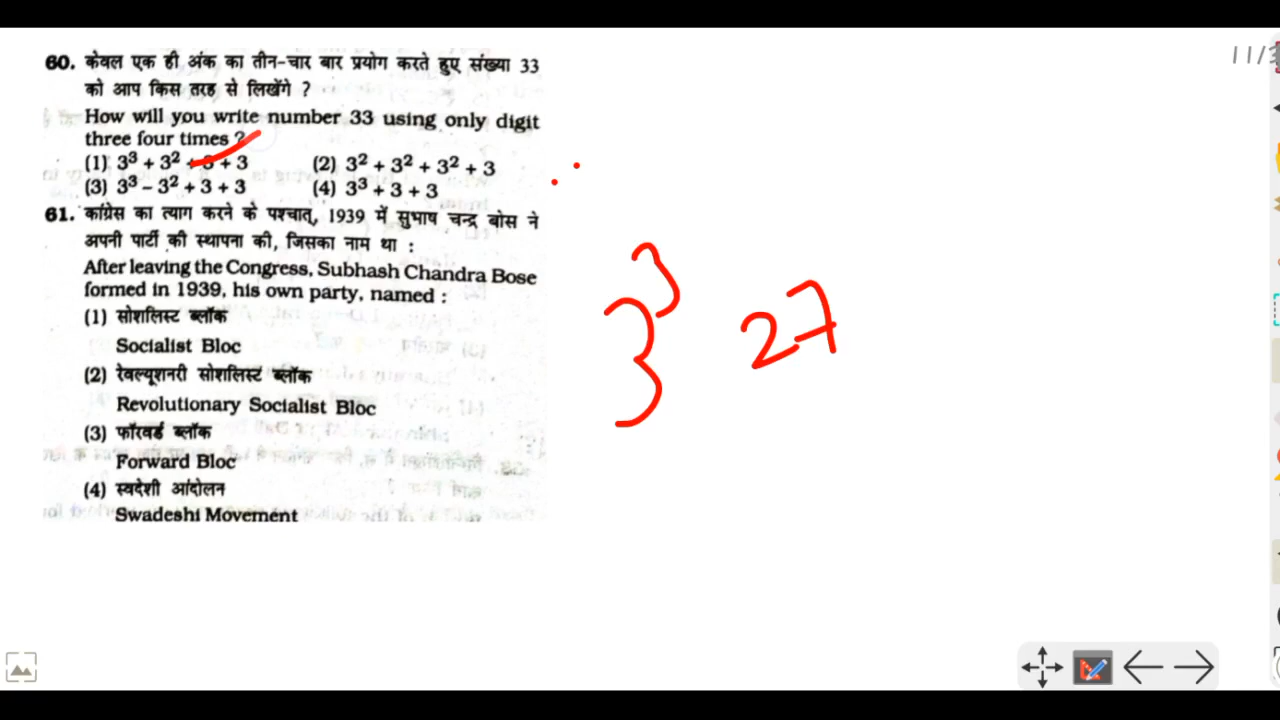 11/3
60. केवल एक ही अंक का तीन-चार बार प्रयोग करते हुए संख्या 33
को आप किस तरह से लिखेंगे ?
How will you write number 33 using only digit
three four times ?
(1) 3³ + 3² + 3 + 3 (2) 3² + 3² + 3² + 3
(3) 3³ – 3² + 3 + 3 (4) 3³ + 3 + 3
61. कांग्रेस का त्याग करने के पश्चात्, 1939 में सुभाष चन्द्र बोस ने
अपनी पार्टी की स्थापना की, जिसका नाम था :
After leaving the Congress, Subhash Chandra Bose
formed in 1939, his own party, named :
(1) सोशलिस्ट ब्लॉक
Socialist Bloc
(2) रेवल्यूशनरी सोशलिस्ट ब्लॉक
Revolutionary Socialist Bloc
(3) फॉरवर्ड ब्लॉक
Forward Bloc
(4) स्वदेशी आंदोलन
Swadeshi Movement
3³ 27